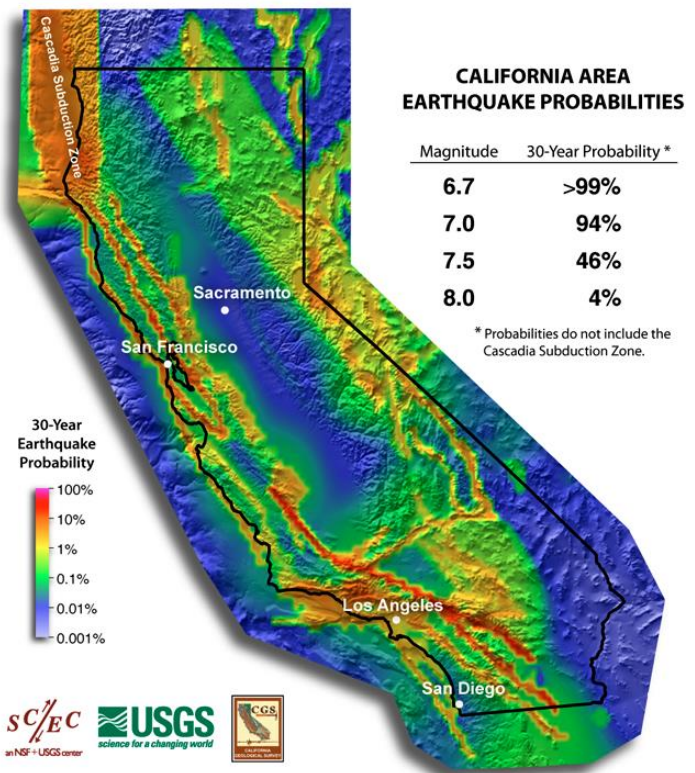 Cascadia Subduction Zone
CALIFORNIA AREA
EARTHQUAKE PROBABILITIES
Magnitude 30-Year Probability *
6.7 >99%
7.0 94%
7.5 46%
8.0 4%
* Probabilities do not include the
Cascadia Subduction Zone.
Sacramento
San Francisco
30-Year
Earthquake
Probability
100%
10%
1%
0.1%
0.01%
0.001%
Los Angeles
San Diego
SC/EC
an NSF+USGS center
USGS
science for a changing world
C.G.S.
CALIFORNIA
GEOLOGICAL SURVEY